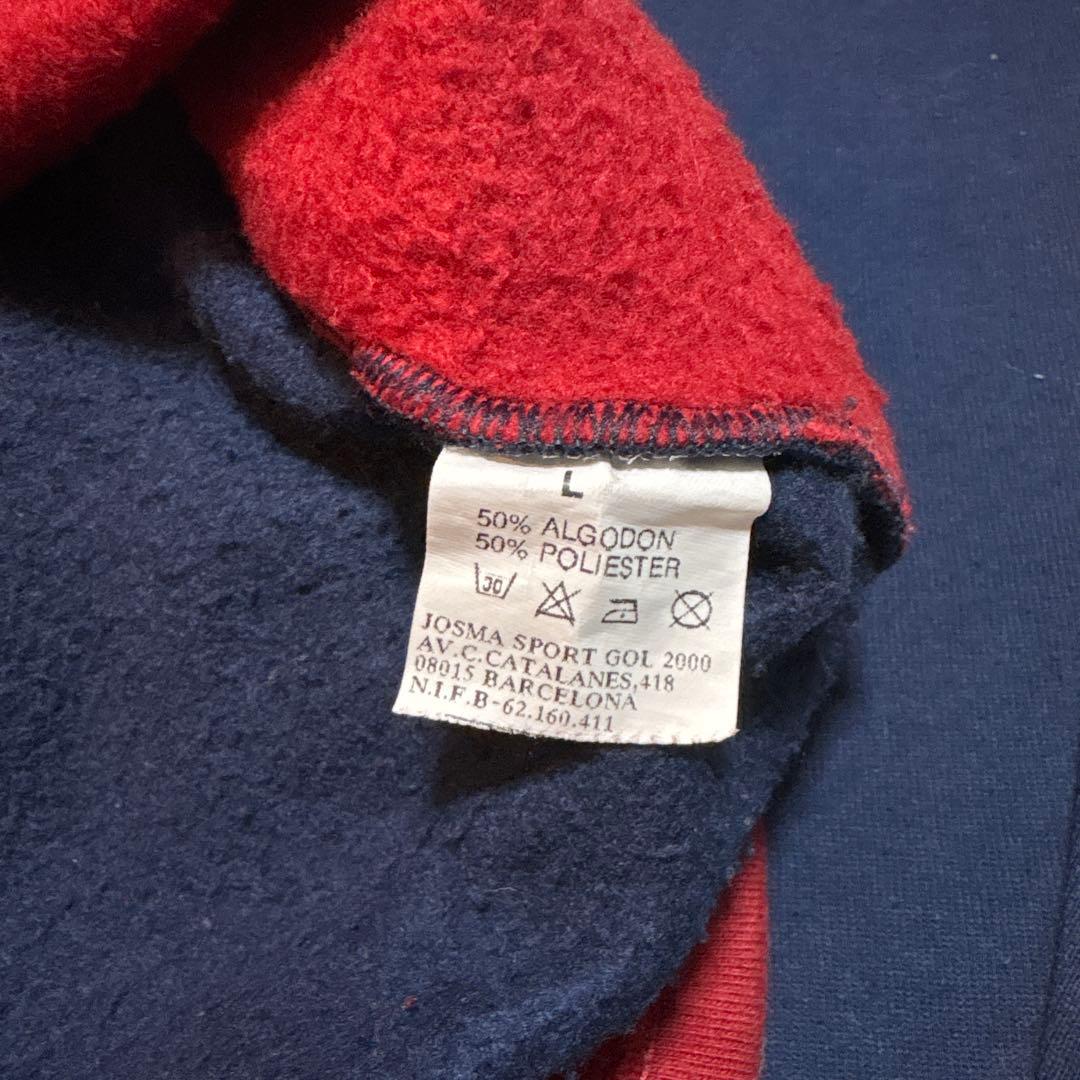 L
50% ALGODON
50% POLIESTER
30
JOSMA SPORT GOL 2000
AV.C.CATALANES,418
08015 BARCELONA
N.I.F.B-62.160.411